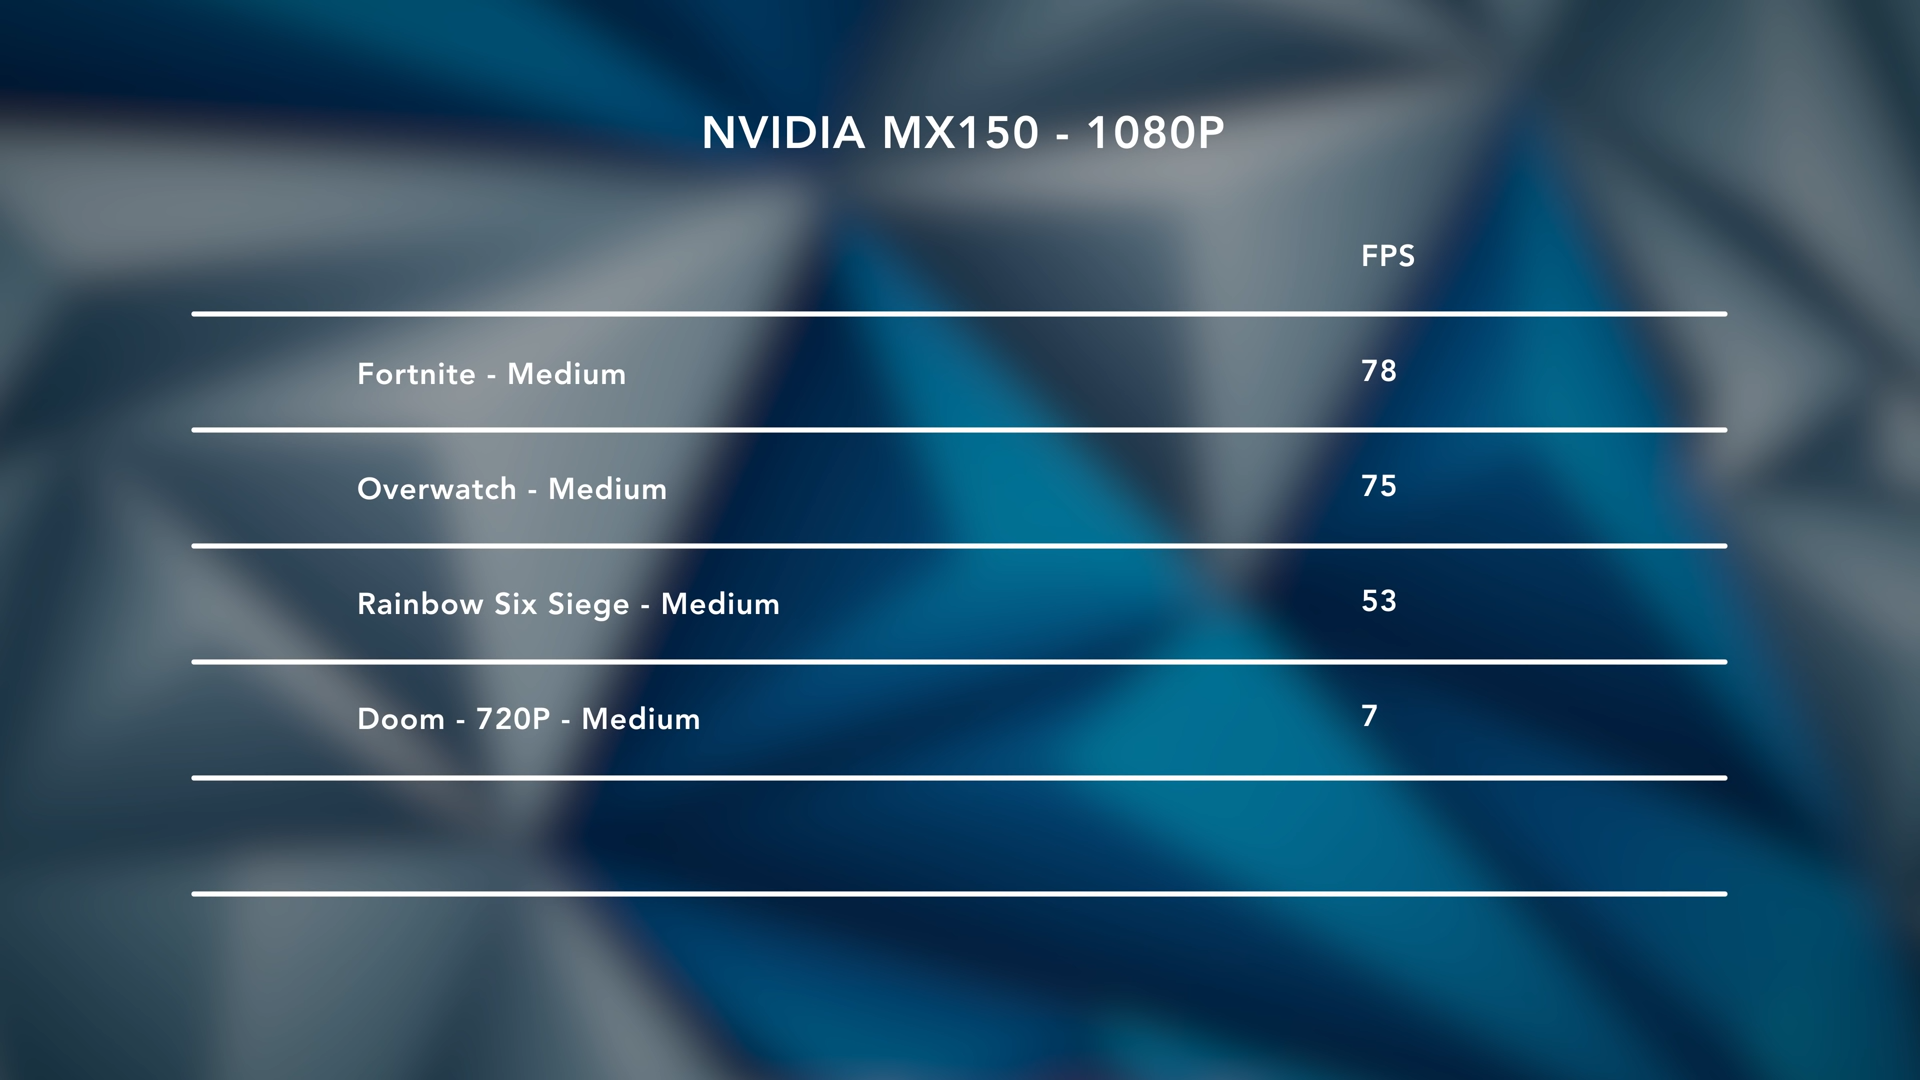 NVIDIA MX150 - 1080P
FPS
Fortnite - Medium 78
Overwatch - Medium 75
Rainbow Six Siege - Medium 53
Doom - 720P - Medium 7